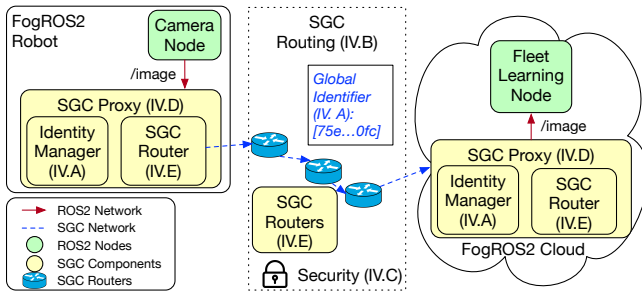 FogROS2
Robot
Camera
Node
/image
SGC Proxy (IV.D)
Identity
Manager
(IV.A)
SGC
Router
(IV.E)
ROS2 Network
SGC Network
ROS2 Nodes
SGC Components
SGC Routers
SGC
Routing (IV.B)
Global
Identifier
(IV. A):
[75e...0fc]
SGC
Routers
(IV.E)
Security (IV.C)
Fleet
Learning
Node
/image
SGC Proxy (IV.D)
Identity
Manager
(IV.A)
SGC
Router
(IV.E)
FogROS2 Cloud